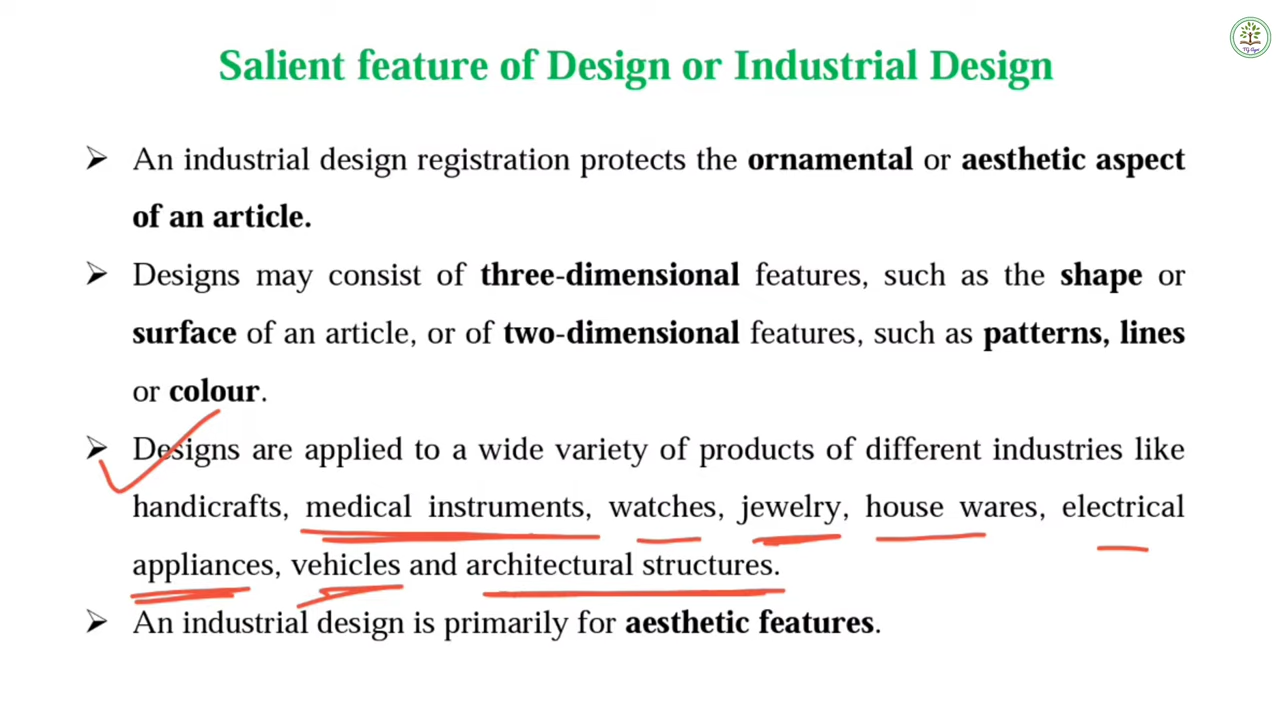 Salient feature of Design or Industrial Design
➢ An industrial design registration protects the ornamental or aesthetic aspect
of an article.
➢ Designs may consist of three-dimensional features, such as the shape or
surface of an article, or of two-dimensional features, such as patterns, lines
or colour.
➢ Designs are applied to a wide variety of products of different industries like
handicrafts, medical instruments, watches, jewelry, house wares, electrical
appliances, vehicles and architectural structures.
➢ An industrial design is primarily for aesthetic features.